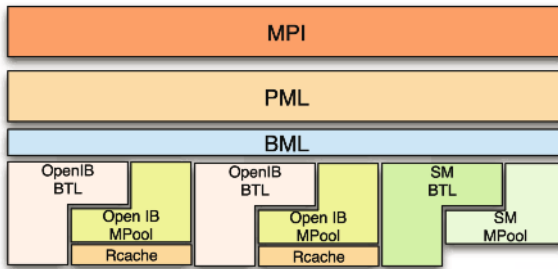 MPI
PML
BML
OpenIB
BTL
Open IB
MPool
Rcache
OpenIB
BTL
Open IB
MPool
Rcache
SM
BTL
SM
MPool